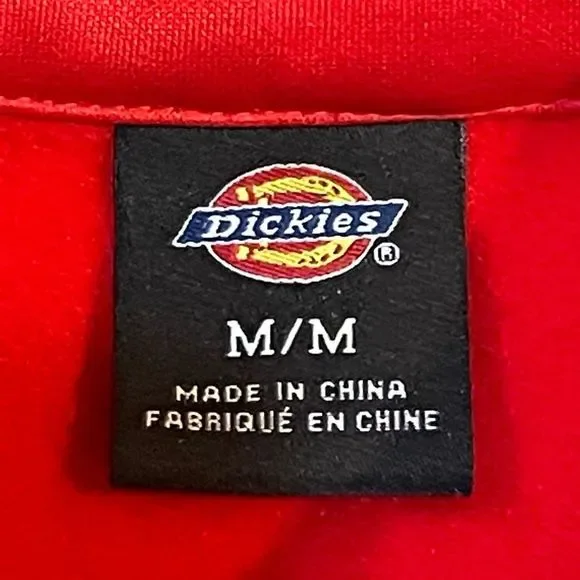 Dickies ®
M/M
MADE IN CHINA
FABRIQUÉ EN CHINE